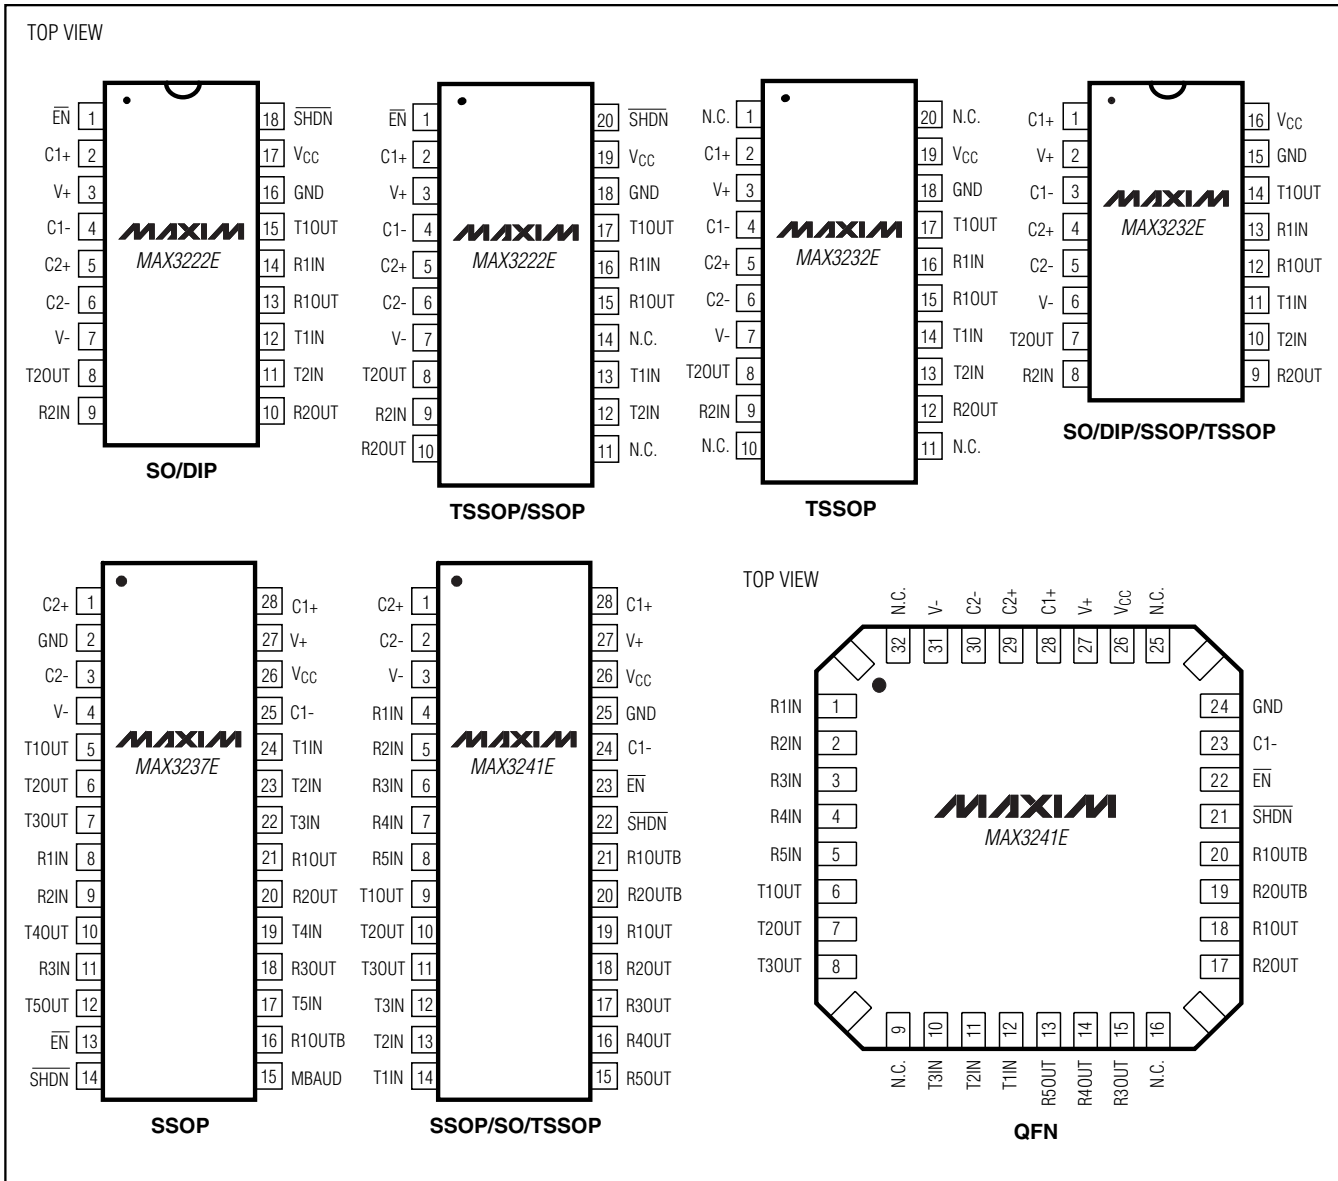 TOP VIEW
EN 1 18 SHDN
C1+ 2 17 VCC
V+ 3 16 GND
C1- 4 15 T1OUT
C2+ 5 14 R1IN
C2- 6 13 R1OUT
V- 7 12 T1IN
T2OUT 8 11 T2IN
R2IN 9 10 R2OUT
MAXIM
MAX3222E
SO/DIP
EN 1 20 SHDN
C1+ 2 19 VCC
V+ 3 18 GND
C1- 4 17 T1OUT
C2+ 5 16 R1IN
C2- 6 15 R1OUT
V- 7 14 N.C.
T2OUT 8 13 T1IN
R2IN 9 12 T2IN
R2OUT 10 11 N.C.
MAXIM
MAX3222E
TSSOP/SSOP
N.C. 1 20 N.C.
C1+ 2 19 VCC
V+ 3 18 GND
C1- 4 17 T1OUT
C2+ 5 16 R1IN
C2- 6 15 R1OUT
V- 7 14 T1IN
T2OUT 8 13 T2IN
R2IN 9 12 R2OUT
N.C. 10 11 N.C.
MAXIM
MAX3232E
TSSOP
C1+ 1 16 VCC
V+ 2 15 GND
C1- 3 14 T1OUT
C2+ 4 13 R1IN
C2- 5 12 R1OUT
V- 6 11 T1IN
T2OUT 7 10 T2IN
R2IN 8 9 R2OUT
MAXIM
MAX3232E
SO/DIP/SSOP/TSSOP
C2+ 1 28 C1+
GND 2 27 V+
C2- 3 26 VCC
V- 4 25 C1-
T1OUT 5 24 T1IN
T2OUT 6 23 T2IN
T3OUT 7 22 T3IN
R1IN 8 21 R1OUT
R2IN 9 20 R2OUT
T4OUT 10 19 T4IN
R3IN 11 18 R3OUT
T5OUT 12 17 T5IN
EN 13 16 R1OUTB
SHDN 14 15 MBAUD
MAXIM
MAX3237E
SSOP
C2+ 1 28 C1+
C2- 2 27 V+
V- 3 26 VCC
R1IN 4 25 GND
R2IN 5 24 C1-
R3IN 6 23 EN
R4IN 7 22 SHDN
R5IN 8 21 R1OUTB
T1OUT 9 20 R2OUTB
T2OUT 10 19 R1OUT
T3OUT 11 18 R2OUT
T3IN 12 17 R3OUT
T2IN 13 16 R4OUT
T1IN 14 15 R5OUT
MAXIM
MAX3241E
SSOP/SO/TSSOP
TOP VIEW
N.C. V- C2- C2+ C1+ V+ VCC N.C.
32 31 30 29 28 27 26 25
R1IN 1 24 GND
R2IN 2 23 C1-
R3IN 3 22 EN
R4IN 4 21 SHDN
R5IN 5 20 R1OUTB
T1OUT 6 19 R2OUTB
T2OUT 7 18 R1OUT
T3OUT 8 17 R2OUT
MAXIM
MAX3241E
9 10 11 12 13 14 15 16
N.C. T3IN T2IN T1IN R5OUT R4OUT R3OUT N.C.
QFN